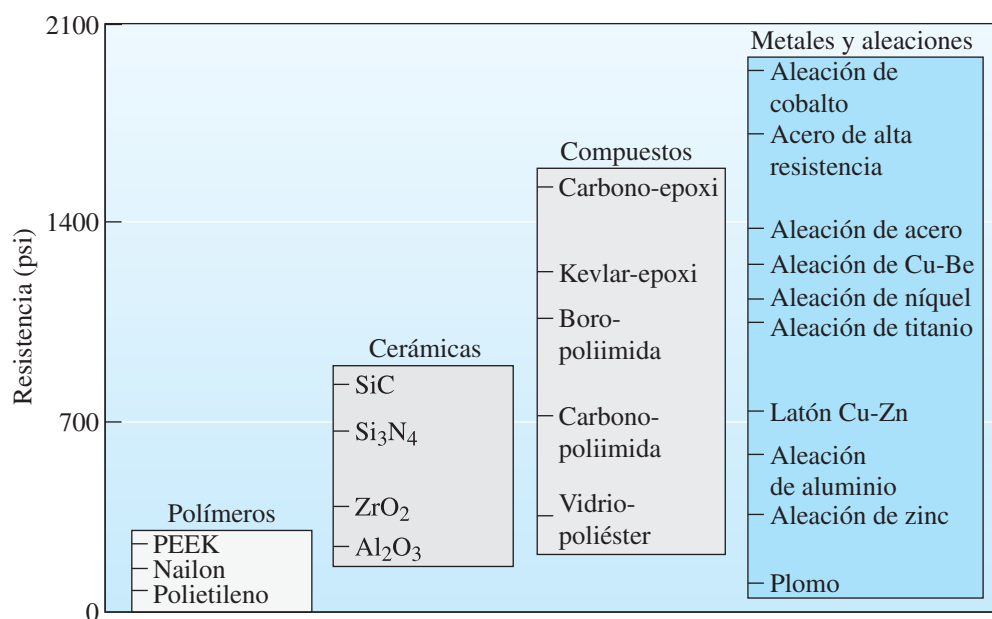 2100
1400
700
0
Resistencia (psi)
Polímeros
PEEK
Nailon
Polietileno
Cerámicas
SiC
Si₃N₄
ZrO₂
Al₂O₃
Compuestos
Carbono-epoxi
Kevlar-epoxi
Boro-
poliimida
Carbono-
poliimida
Vidrio-
poliéster
Metales y aleaciones
Aleación de
cobalto
Acero de alta
resistencia
Aleación de acero
Aleación de Cu-Be
Aleación de níquel
Aleación de titanio
Latón Cu-Zn
Aleación
de aluminio
Aleación de zinc
Plomo